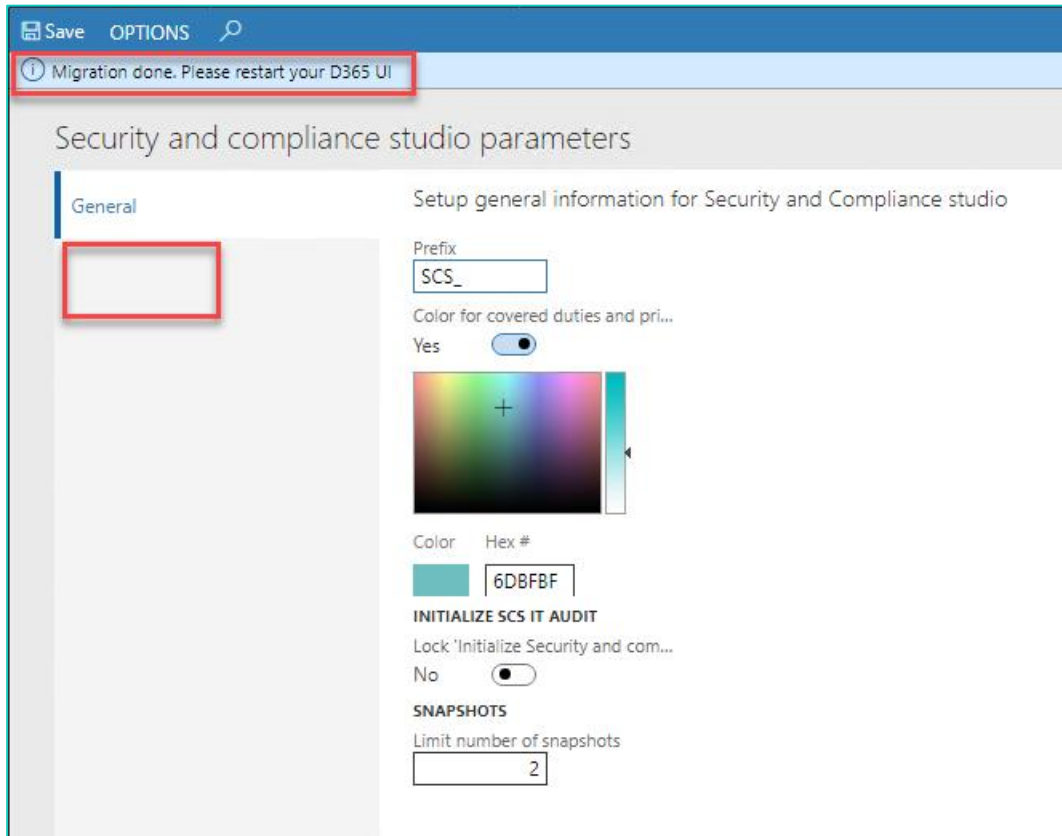 Save OPTIONS
Migration done. Please restart your D365 UI
Security and compliance studio parameters
General
Setup general information for Security and Compliance studio
Prefix
SCS_
Color for covered duties and pri...
Yes
Color Hex #
6DBFBF
INITIALIZE SCS IT AUDIT
Lock 'Initialize Security and com...
No
SNAPSHOTS
Limit number of snapshots
2